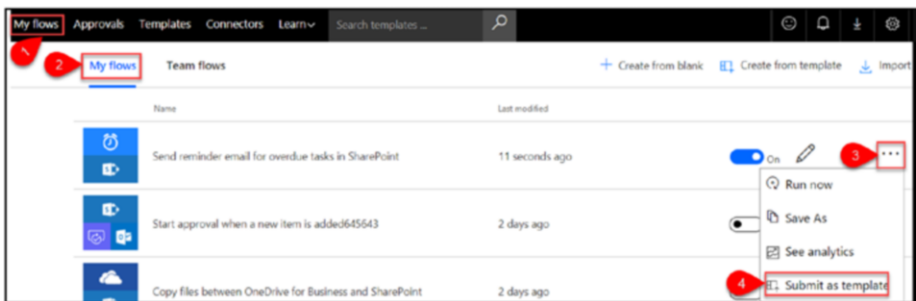 My flows Approvals Templates Connectors Learn Search templates ...
1
2 My flows Team flows Create from blank Create from template Import
Name Last modified
Send reminder email for overdue tasks in SharePoint 11 seconds ago On 3 ...
Run now
Start approval when a new item is added645643 2 days ago Save As
See analytics
Copy files between OneDrive for Business and SharePoint 2 days ago 4 Submit as template